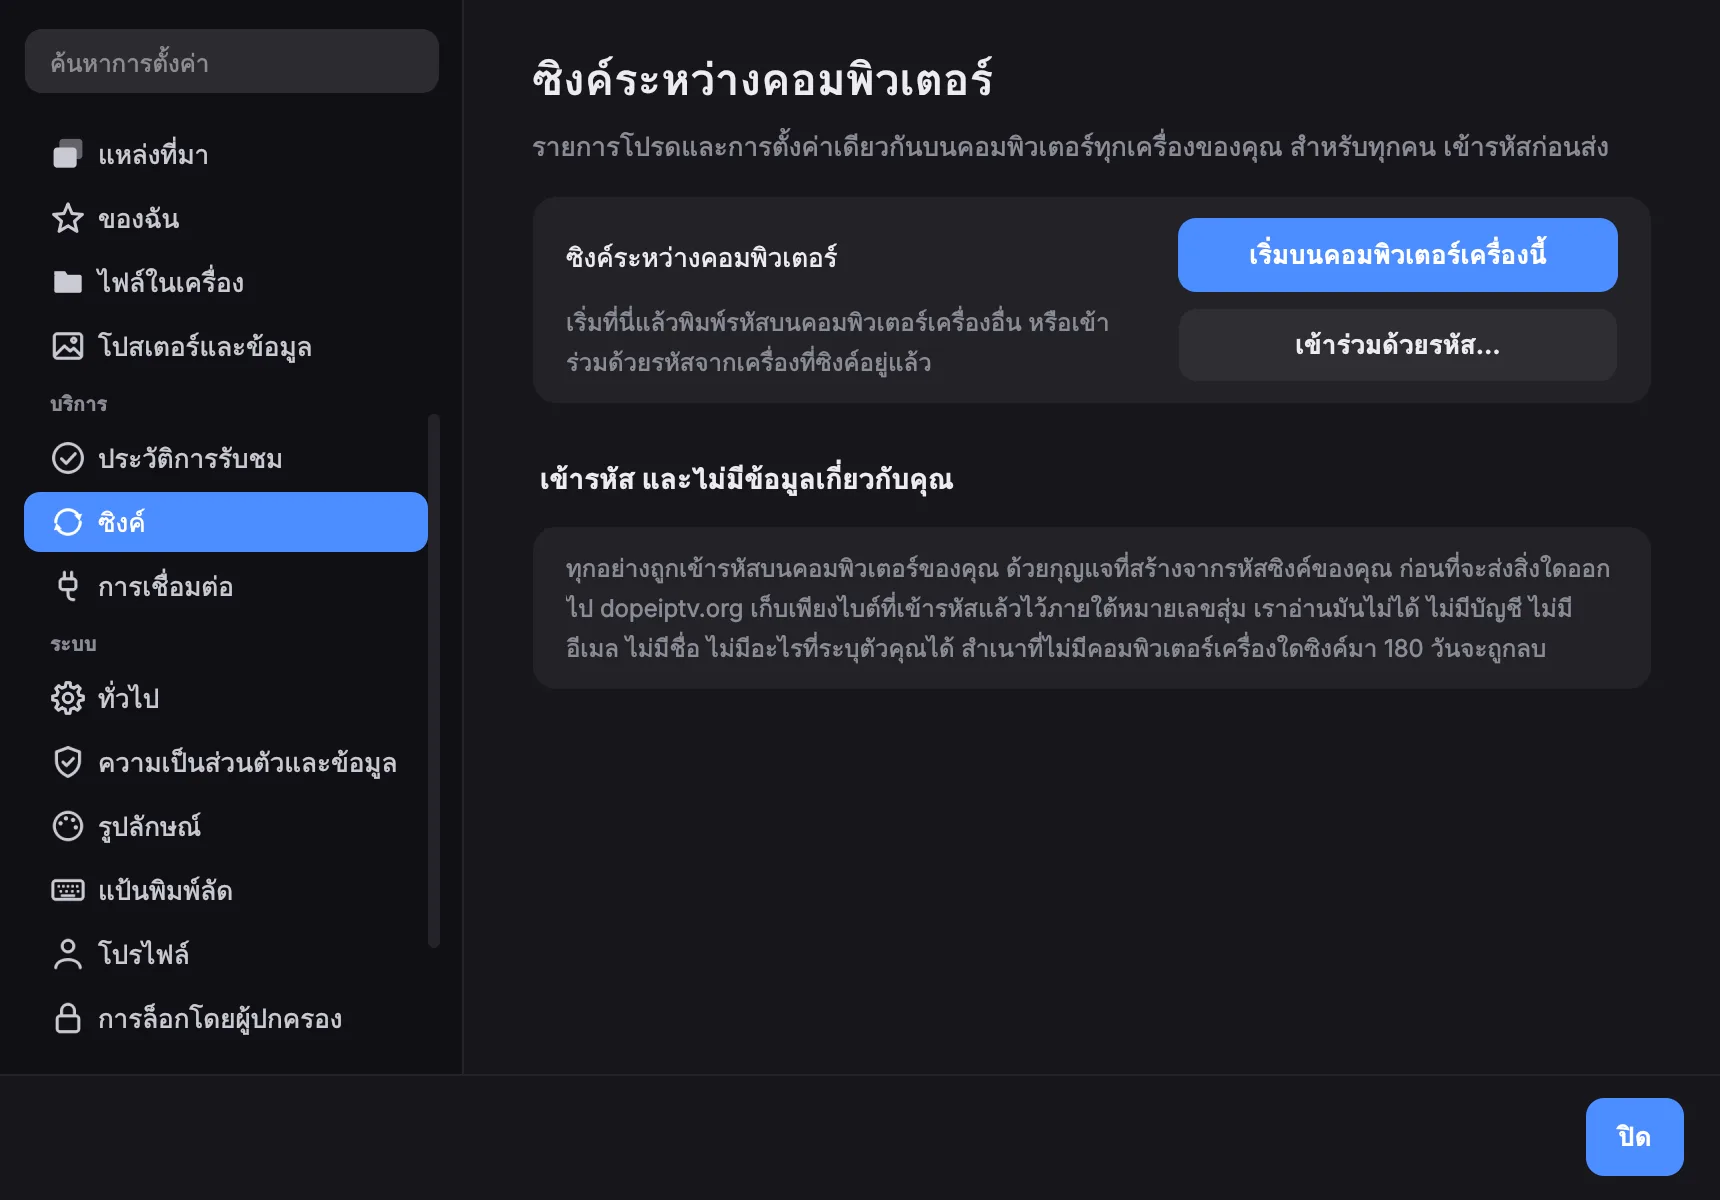 ค้นหาการตั้งค่า
แหล่งที่มา
ของฉัน
ไฟล์ในเครื่อง
โปสเตอร์และข้อมูล
บริการ
ประวัติการรับชม
ซิงค์
การเชื่อมต่อ
ระบบ
ทั่วไป
ความเป็นส่วนตัวและข้อมูล
รูปลักษณ์
แป้นพิมพ์ลัด
โปรไฟล์
การล็อกโดยผู้ปกครอง
ซิงค์ระหว่างคอมพิวเตอร์
รายการโปรดและการตั้งค่าเดียวกันบนคอมพิวเตอร์ทุกเครื่องของคุณ สำหรับทุกคน เข้ารหัสก่อนส่ง
ซิงค์ระหว่างคอมพิวเตอร์
เริ่มที่นี่แล้วพิมพ์รหัสบนคอมพิวเตอร์เครื่องอื่น หรือเข้า
ร่วมด้วยรหัสจากเครื่องที่ซิงค์อยู่แล้ว
เริ่มบนคอมพิวเตอร์เครื่องนี้
เข้าร่วมด้วยรหัส...
เข้ารหัส และไม่มีข้อมูลเกี่ยวกับคุณ
ทุกอย่างถูกเข้ารหัสบนคอมพิวเตอร์ของคุณ ด้วยกุญแจที่สร้างจากรหัสซิงค์ของคุณ ก่อนที่จะส่งสิ่งใดออก
ไป dopeiptv.org เก็บเพียงไบต์ที่เข้ารหัสแล้วไว้ภายใต้หมายเลขสุ่ม เราอ่านมันไม่ได้ ไม่มีบัญชี ไม่มี
อีเมล ไม่มีชื่อ ไม่มีอะไรที่ระบุตัวคุณได้ สำเนาที่ไม่มีคอมพิวเตอร์เครื่องใดซิงค์มา 180 วันจะถูกลบ
ปิด